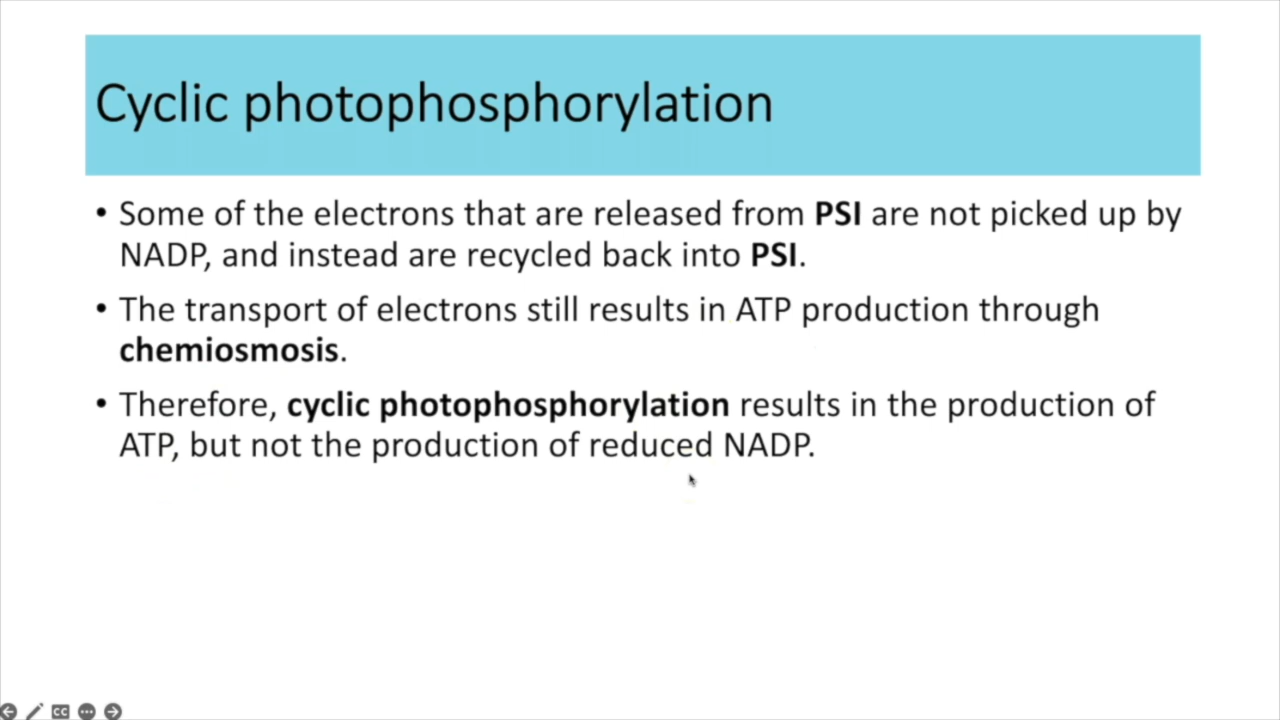 Cyclic photophosphorylation
• Some of the electrons that are released from PSI are not picked up by
NADP, and instead are recycled back into PSI.
• The transport of electrons still results in ATP production through
chemiosmosis.
• Therefore, cyclic photophosphorylation results in the production of
ATP, but not the production of reduced NADP.
CC